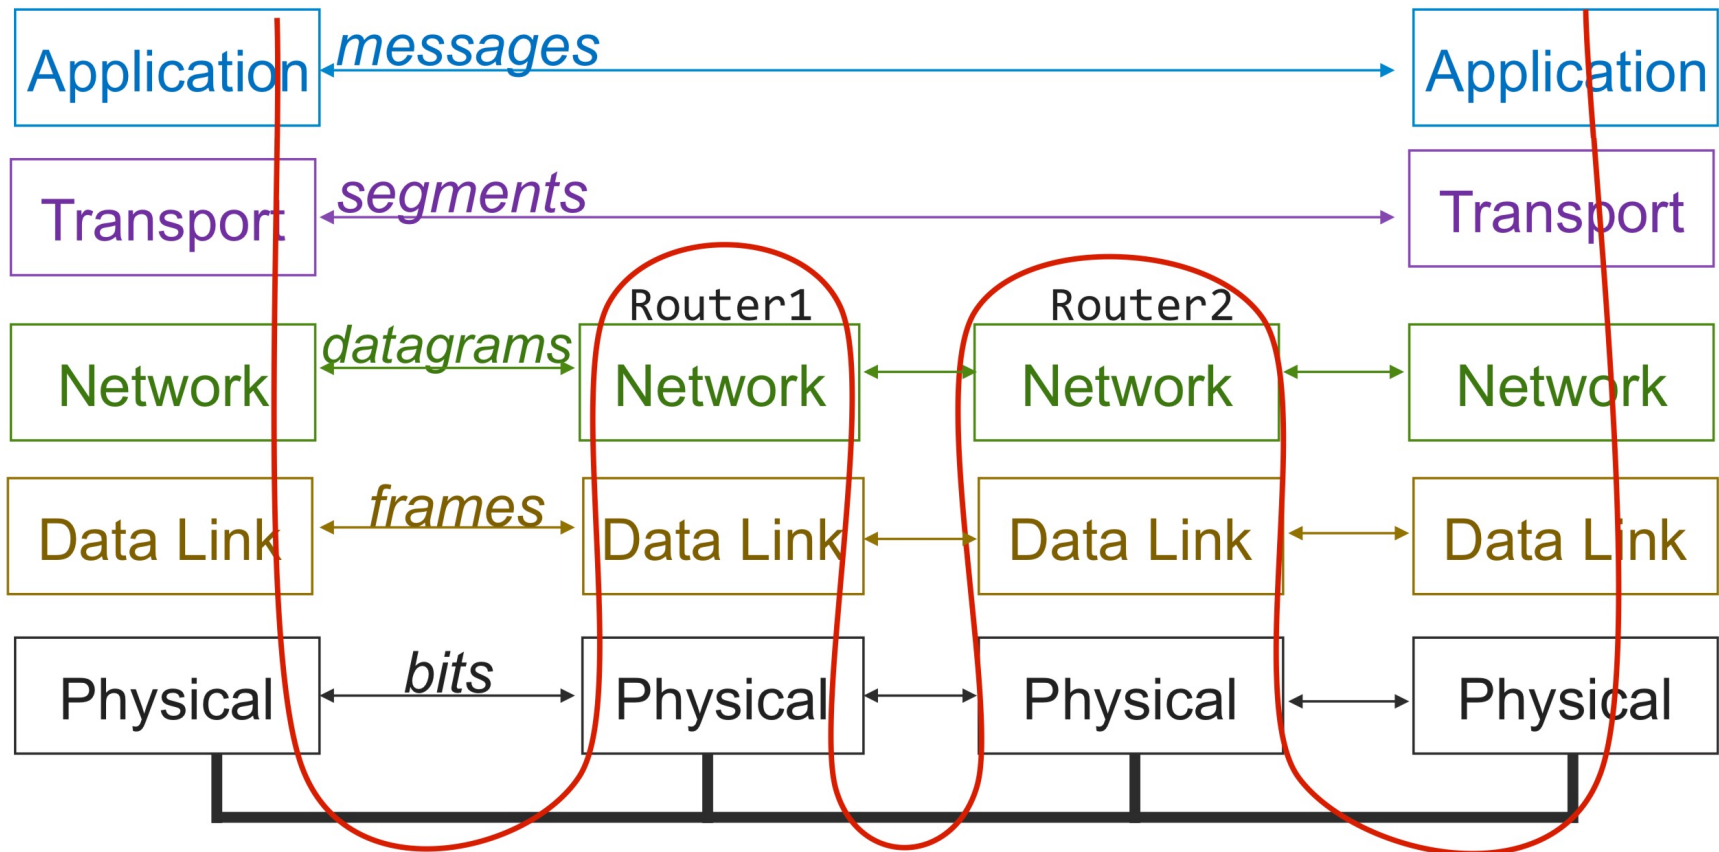 Application messages Application
Transport segments Transport
Router1 Router2
Network datagrams Network Network Network
Data Link frames Data Link Data Link Data Link
Physical bits Physical Physical Physical